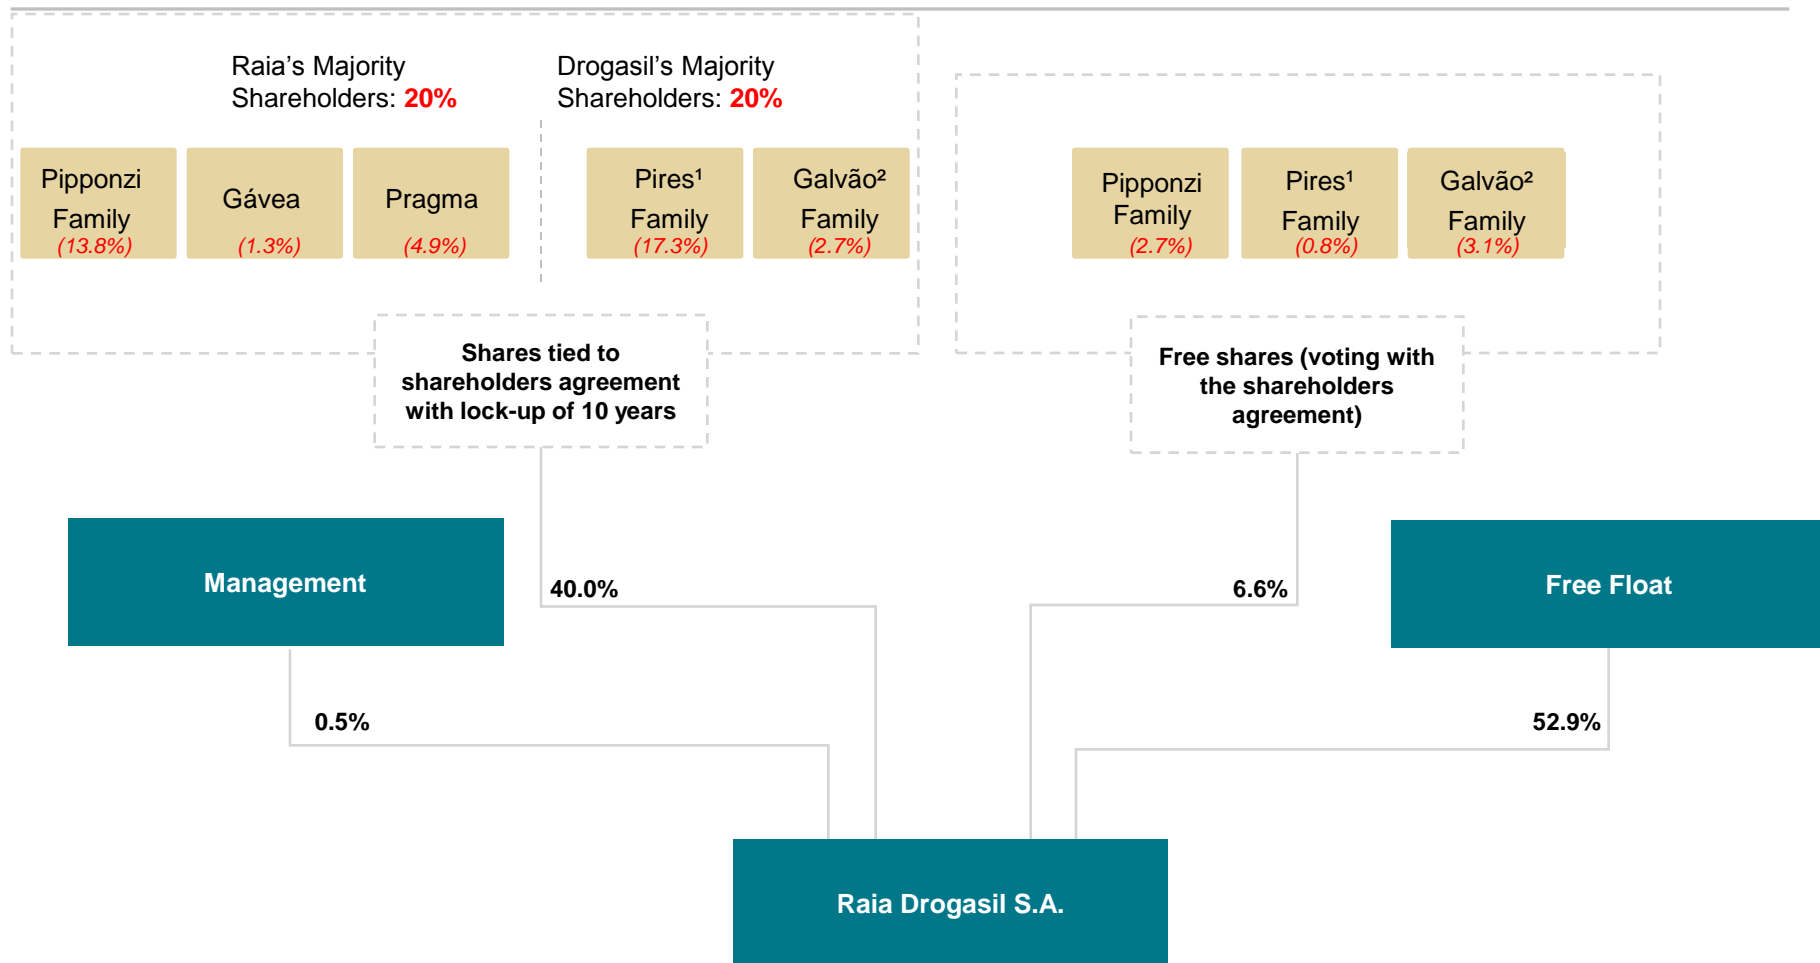 Raia's Majority
Shareholders: 20%
Drogasil's Majority
Shareholders: 20%
Pipponzi
Family
(13.8%)
Gávea
(1.3%)
Pragma
(4.9%)
Pires¹
Family
(17.3%)
Galvão²
Family
(2.7%)
Pipponzi
Family
(2.7%)
Pires¹
Family
(0.8%)
Galvão²
Family
(3.1%)
Shares tied to
shareholders agreement
with lock-up of 10 years
Free shares (voting with
the shareholders
agreement)
Management
40.0%
6.6%
Free Float
0.5%
52.9%
Raia Drogasil S.A.